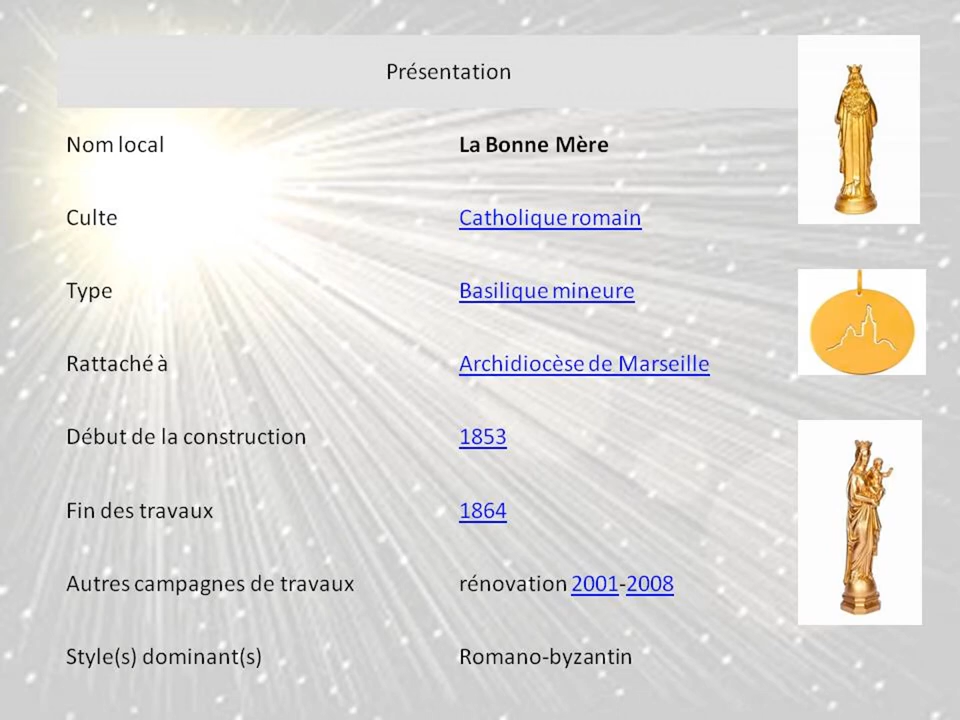 Présentation
Nom local La Bonne Mère
Culte Catholique romain
Type Basilique mineure
Rattaché à Archidiocèse de Marseille
Début de la construction 1853
Fin des travaux 1864
Autres campagnes de travaux rénovation 2001-2008
Style(s) dominant(s) Romano-byzantin